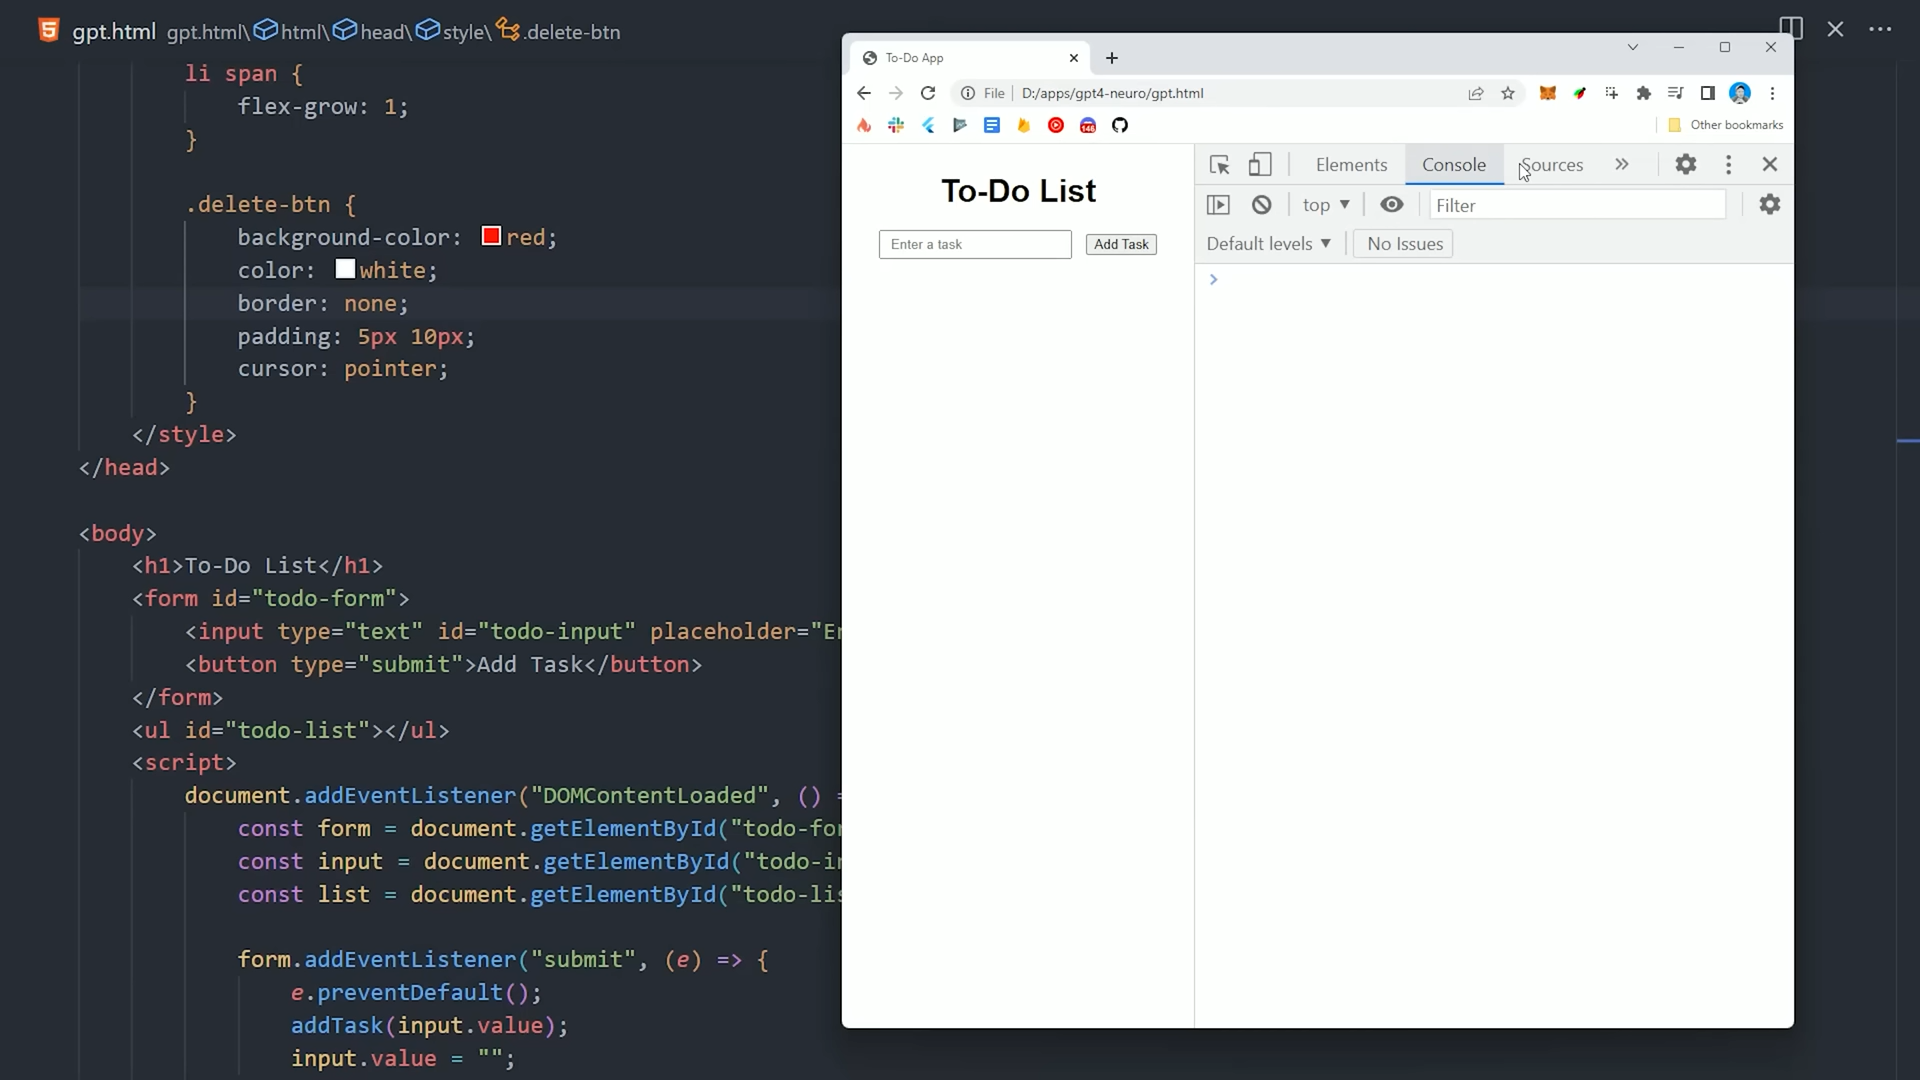 gpt.html gpt.html\html\head\style\.delete-btn
li span {
flex-grow: 1;
}
.delete-btn {
background-color: red;
color: white;
border: none;
padding: 5px 10px;
cursor: pointer;
}
</style>
</head>
<body>
<h1>To-Do List</h1>
<form id="todo-form">
<input type="text" id="todo-input" placeholder="En
<button type="submit">Add Task</button>
</form>
<ul id="todo-list"></ul>
<script>
document.addEventListener("DOMContentLoaded", () =
const form = document.getElementById("todo-for
const input = document.getElementById("todo-in
const list = document.getElementById("todo-lis
form.addEventListener("submit", (e) => {
e.preventDefault();
addTask(input.value);
input.value = "";
To-Do App
File D:/apps/gpt4-neuro/gpt.html
146
Other bookmarks
To-Do List
Enter a task Add Task
Elements Console Sources
top Filter
Default levels No Issues